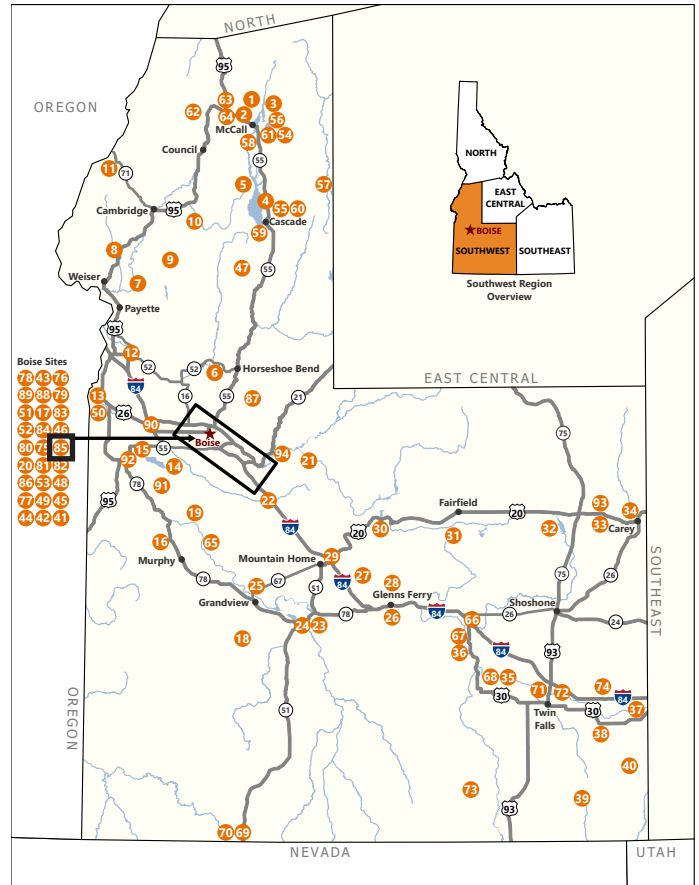 NORTH
95
OREGON
63 1 3
62 64 2 56
McCall
61 54
58
Council
55
11
71
5
57
4
Cambridge
95
55 60
10
Cascade
59
8
9
47
55
Weiser
7
Payette
95
12
52
52
6
Horseshoe Bend
84
16
55
87
21
13
50
26
90
Boise
15
55
92
14
94
21
91
78
95
22
19
84
16
65
Murphy
Mountain Home
29
78
67
25
51
84
27
28
Glenns Ferry
Grandview
78
26
24 23
18
51
70 69
Boise Sites
78 43 76
89 88 79
51 17 83
52 84 46
80 75 85
20 81 82
86 53 48
77 49 45
44 42 41
NORTH
EAST
CENTRAL
BOISE
SOUTHWEST
SOUTHEAST
Southwest Region
Overview
EAST CENTRAL
75
Fairfield
20
93
34
20
30
31
32
33
Carey
75
26
84
66
26
Shoshone
24
67
36
84
93
68 35
71
72
74
84
30
30
37
Twin
Falls
38
40
73
93
39
SOUTHEAST
OREGON
NEVADA
UTAH